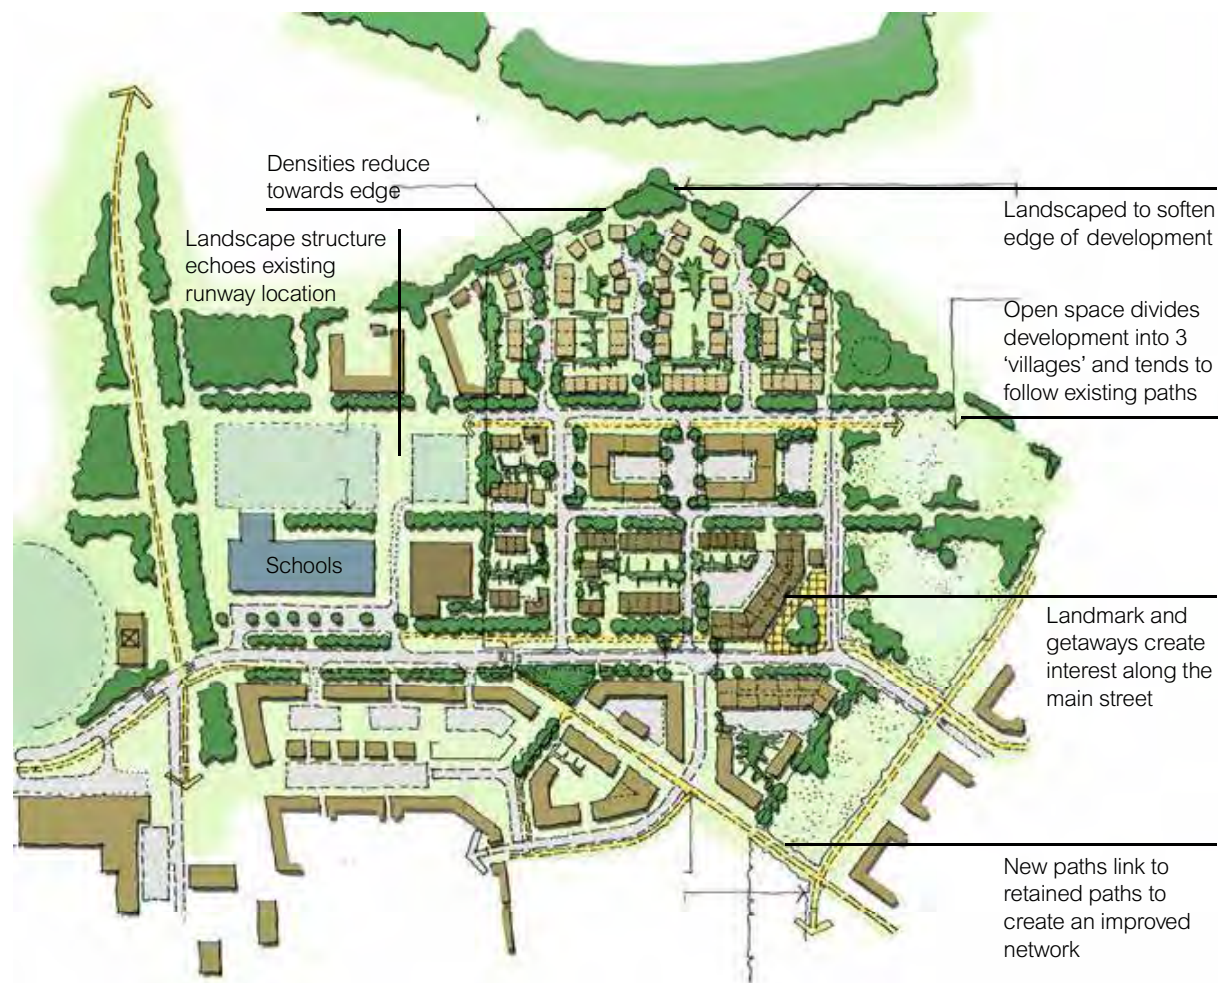 Densities reduce
towards edge
Landscape structure
echoes existing
runway location
Landscaped to soften
edge of development
Open space divides
development into 3
‘villages’ and tends to
follow existing paths
Schools
Landmark and
getaways create
interest along the
main street
New paths link to
retained paths to
create an improved
network